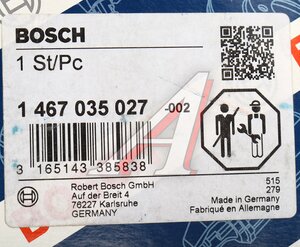 BOSCH
1 St/Pc
1 467 035 027 -002
3 165143 385838
515
279
Robert Bosch GmbH
Auf der Breit 4
76227 Karlsruhe
GERMANY
Made in Germany
Fabriqué en Allemagne